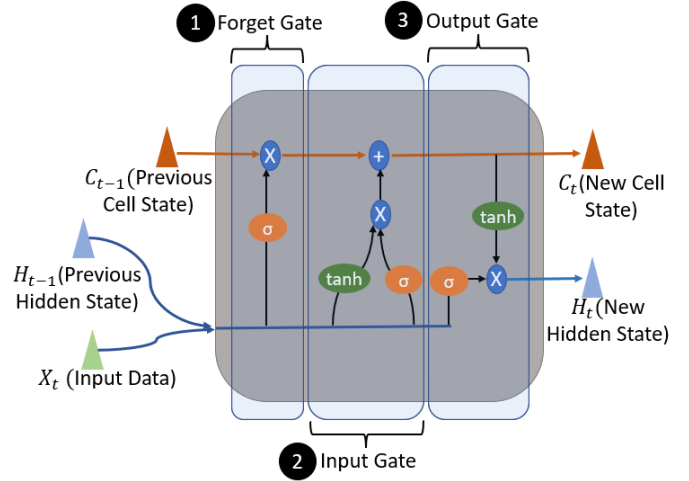 1 Forget Gate
3 Output Gate
X
+
C_{t-1}(Previous
Cell State)
C_t(New Cell
State)
σ
X
tanh
H_{t-1}(Previous
Hidden State)
tanh
σ
σ
X
H_t(New
Hidden State)
X_t (Input Data)
2 Input Gate